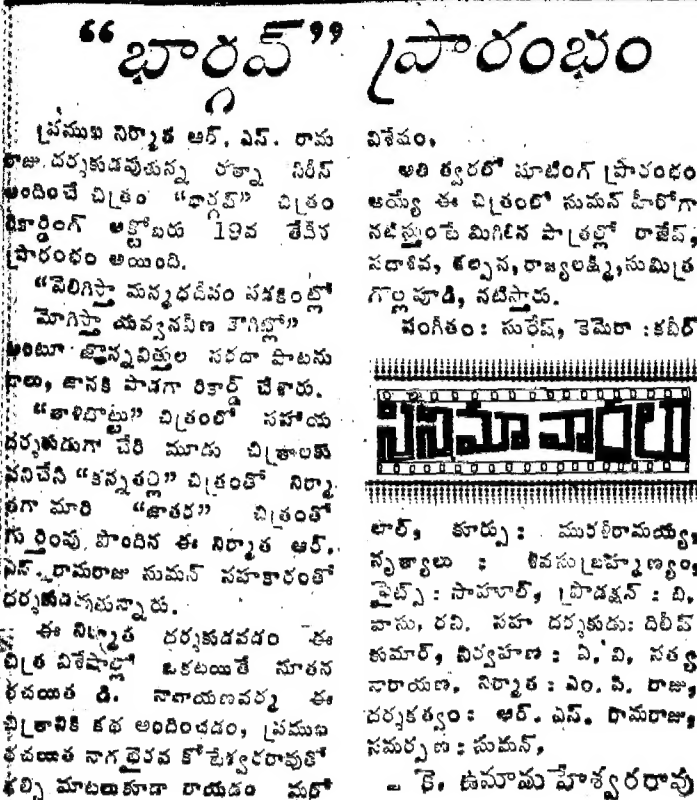 “భార్గవ్” ప్రారంభం
ప్రముఖ నిర్మాత ఆర్. ఎన్. రామ
రాజు దర్శకుడవుతున్న రత్నా సిరీస్
అందించే చిత్రం “భార్గవ్” చిత్రం
రికార్డింగ్ అక్టోబరు 19వ తేదీన
ప్రారంభం అయింది.
“వెలిగిస్తా మన్మధదీపం నడకింట్లో
మోగిస్తా యవ్వనవీణ కౌగిట్లో”
అంటూ జొన్నవిత్తుల సరదా పాటను
బాలు, జానకి పాడగా రికార్డ్ చేశారు.
“తాళిబొట్టు” చిత్రంలో సహాయ
దర్శకుడుగా చేరి మూడు చిత్రాలకు
పనిచేసి “కన్నతల్లి” చిత్రంతో నిర్మా
తగా మారి “జాతర” చిత్రంతో
గుర్తింపు పొందిన ఈ నిర్మాత ఆర్.
ఎన్. రామరాజు సుమన్ సహకారంతో
దర్శకుడవుతున్నారు.
ఈ నిర్మాత దర్శకుడవడం ఈ
చిత్ర విశేషాల్లో ఒకటయితే నూతన
రచయిత డి. నారాయణవర్మ ఈ
చిత్రానికి కథ అందించడం, ప్రముఖ
రచయిత నాగభైరవ కోటేశ్వరరావుతో
కల్సి మాటలుకూడా రాయడం మరో
విశేషం.
అతి త్వరలో షూటింగ్ ప్రారంభం
అయ్యే ఈ చిత్రంలో సుమన్ హీరోగా
నటిస్తుంటే మిగిలిన పాత్రల్లో రాజేష్,
సదాశివ, కల్పన, రాజ్యలక్ష్మి, సుమిత్ర
గొల్లపూడి, నటిస్తారు.
సంగీతం : సురేష్, కెమెరా : కబీర్
సినిమా వార్తలు
లాల్, కూర్పు : మురళీరామయ్య,
నృత్యాలు : శివసుబ్రహ్మణ్యం,
ఫైట్స్ : సాహుల్, ప్రొడక్షన్ : వి.
వాసు, రవి. సహ దర్శకుడు: దిలీప్
కుమార్, నిర్వహణ : వి. వి. సత్య
నారాయణ. నిర్మాత : ఎం. పి. రాజు,
దర్శకత్వం : ఆర్. ఎస్. రామరాజు,
సమర్పణ : సుమన్,
- కై. ఉమామహేశ్వరరావు